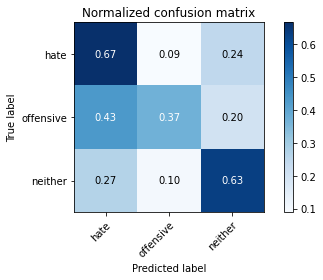 Normalized confusion matrix
True label
hate
0.67 0.09 0.24
offensive
0.43 0.37 0.20
neither
0.27 0.10 0.63
hate offensive neither
Predicted label
0.6
0.5
0.4
0.3
0.2
0.1